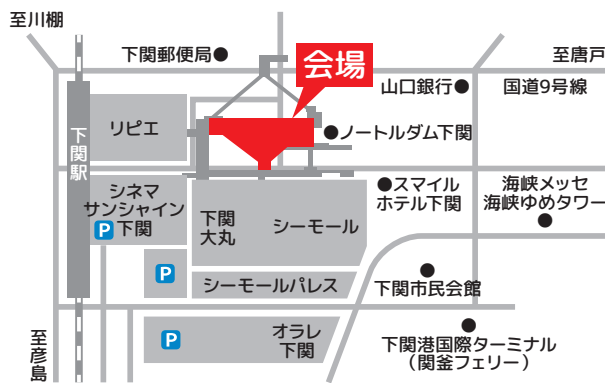 至川棚
下関郵便局
会場
至唐戸
山口銀行
国道9号線
リピエ
ノートルダム下関
下関駅
シネマ
サンシャイン
下関
P
下関
大丸
シーモール
スマイル
ホテル下関
海峡メッセ
海峡ゆめタワー
P
シーモールパレス
下関市民会館
至彦島
P
オラレ
下関
下関港国際ターミナル
（関釜フェリー）